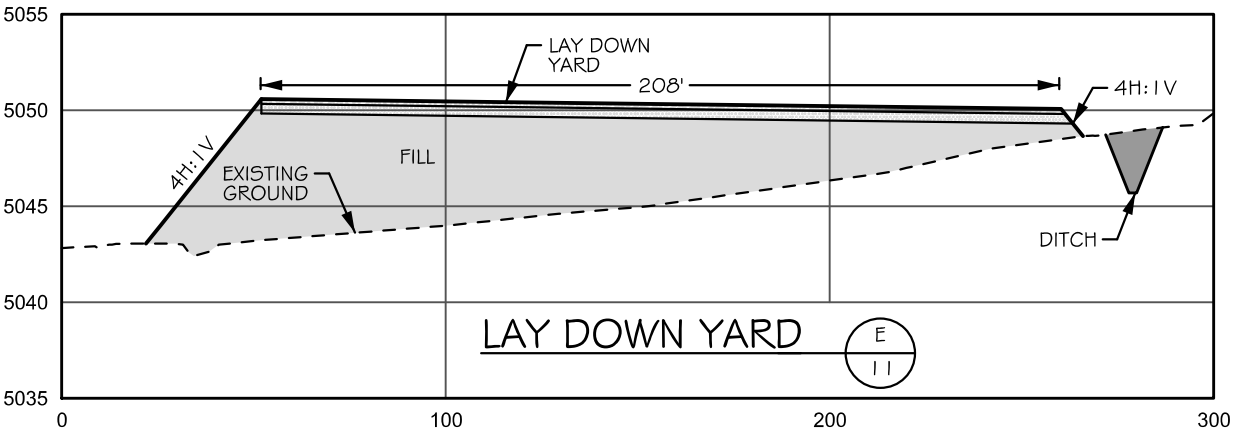 5055
LAY DOWN
YARD
208'
4H:1V
5050
4H:1V
FILL
EXISTING
GROUND
5045
DITCH
5040
LAY DOWN YARD
E
11
5035
0 100 200 300